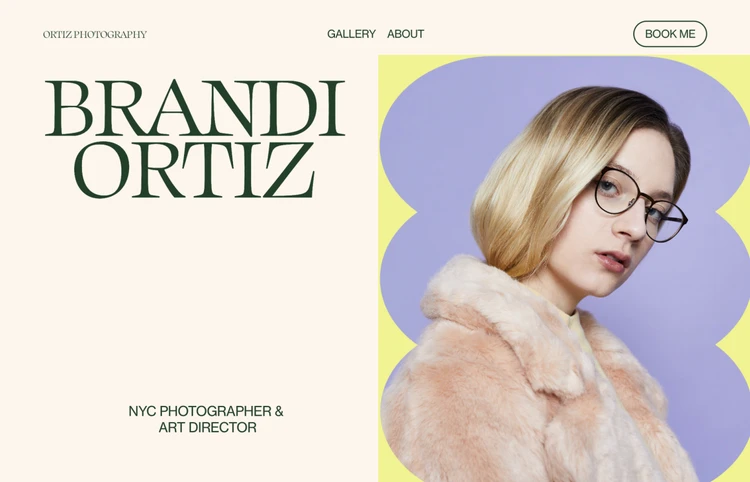 ORTIZ PHOTOGRAPHY
GALLERY ABOUT
BOOK ME
BRANDI
ORTIZ
NYC PHOTOGRAPHER &
ART DIRECTOR